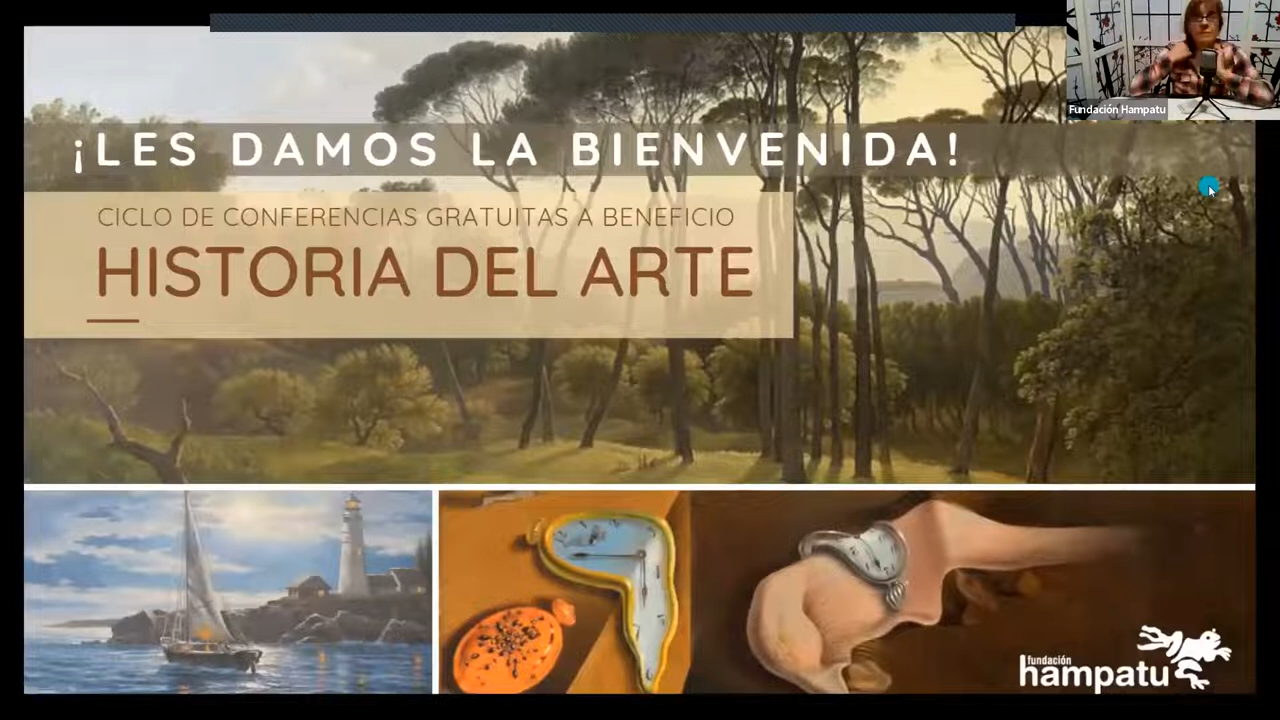 ¡LES DAMOS LA BIENVENIDA!
CICLO DE CONFERENCIAS GRATUITAS A BENEFICIO
HISTORIA DEL ARTE
Fundación Hampatu
fundación
hampatu